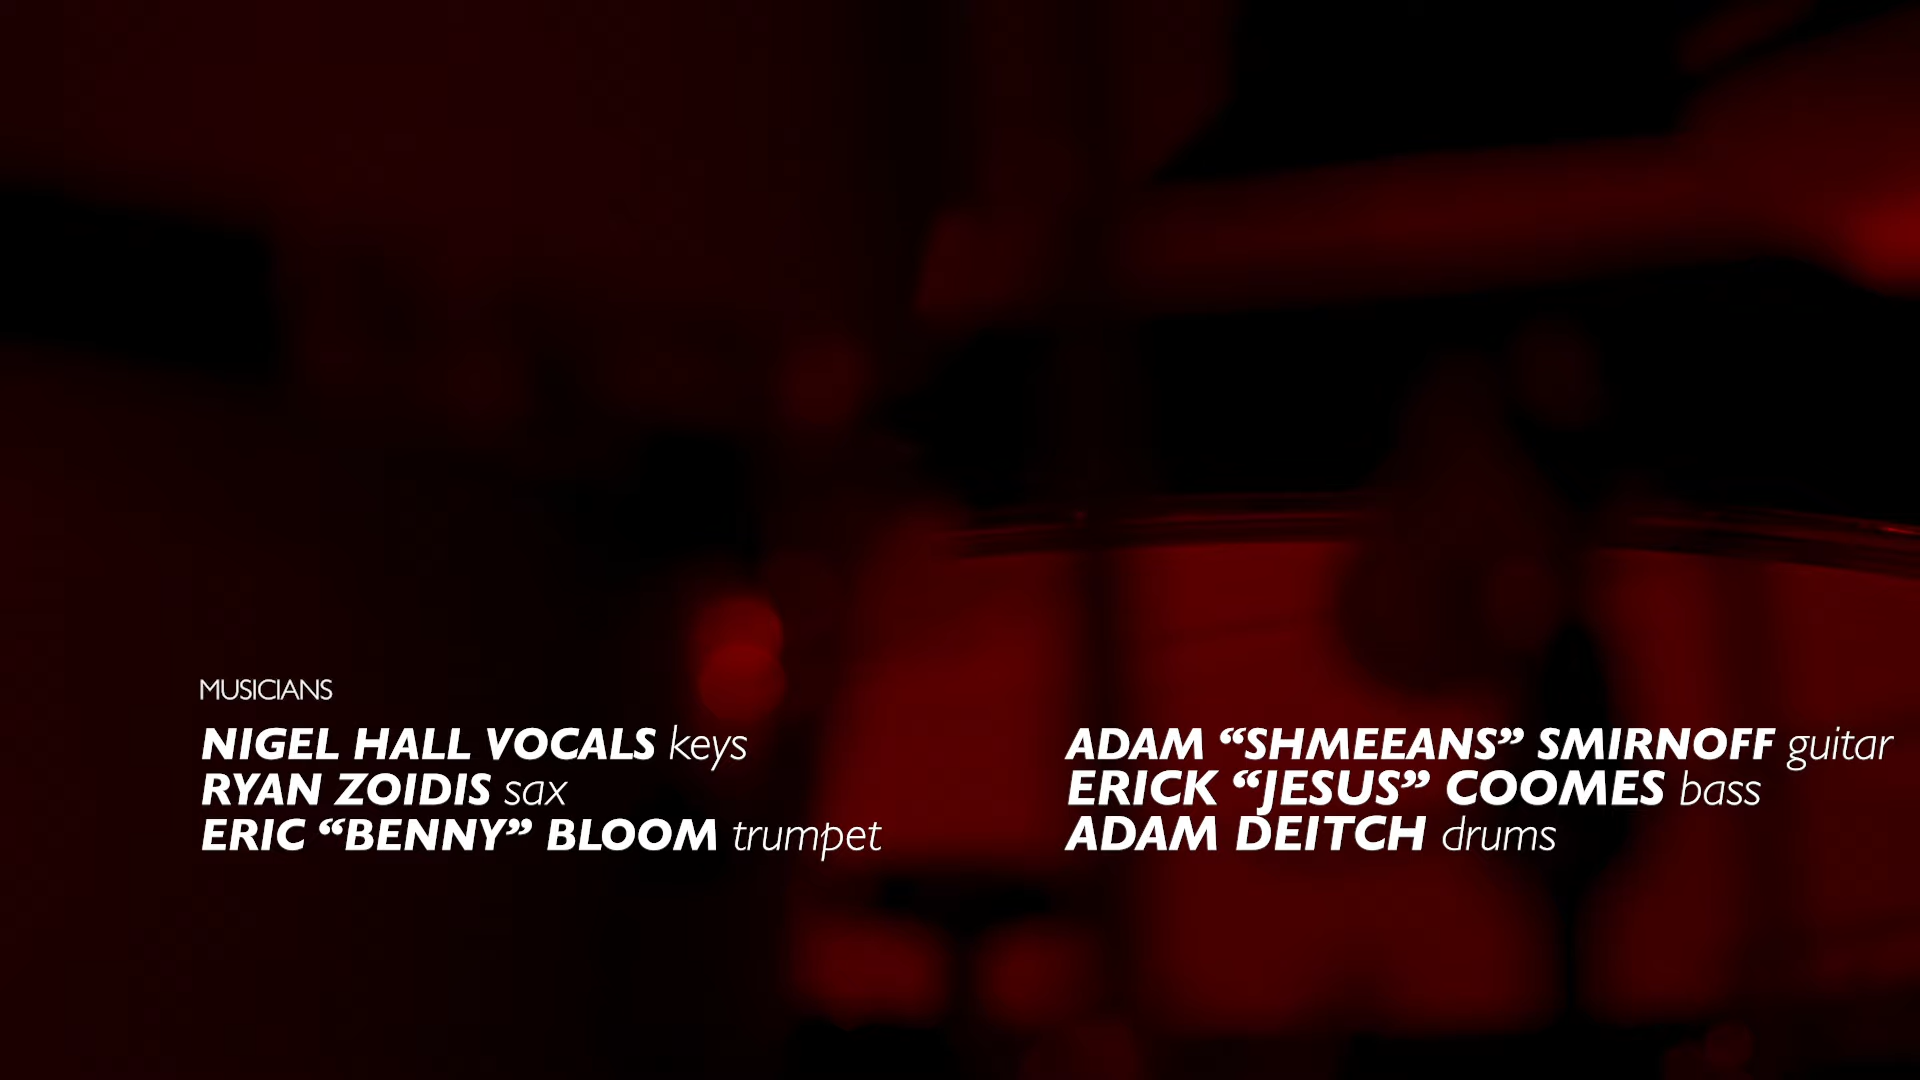 MUSICIANS
NIGEL HALL VOCALS keys
RYAN ZOIDIS sax
ERIC “BENNY” BLOOM trumpet
ADAM “SHMEEANS” SMIRNOFF guitar
ERICK “JESUS” COOMES bass
ADAM DEITCH drums